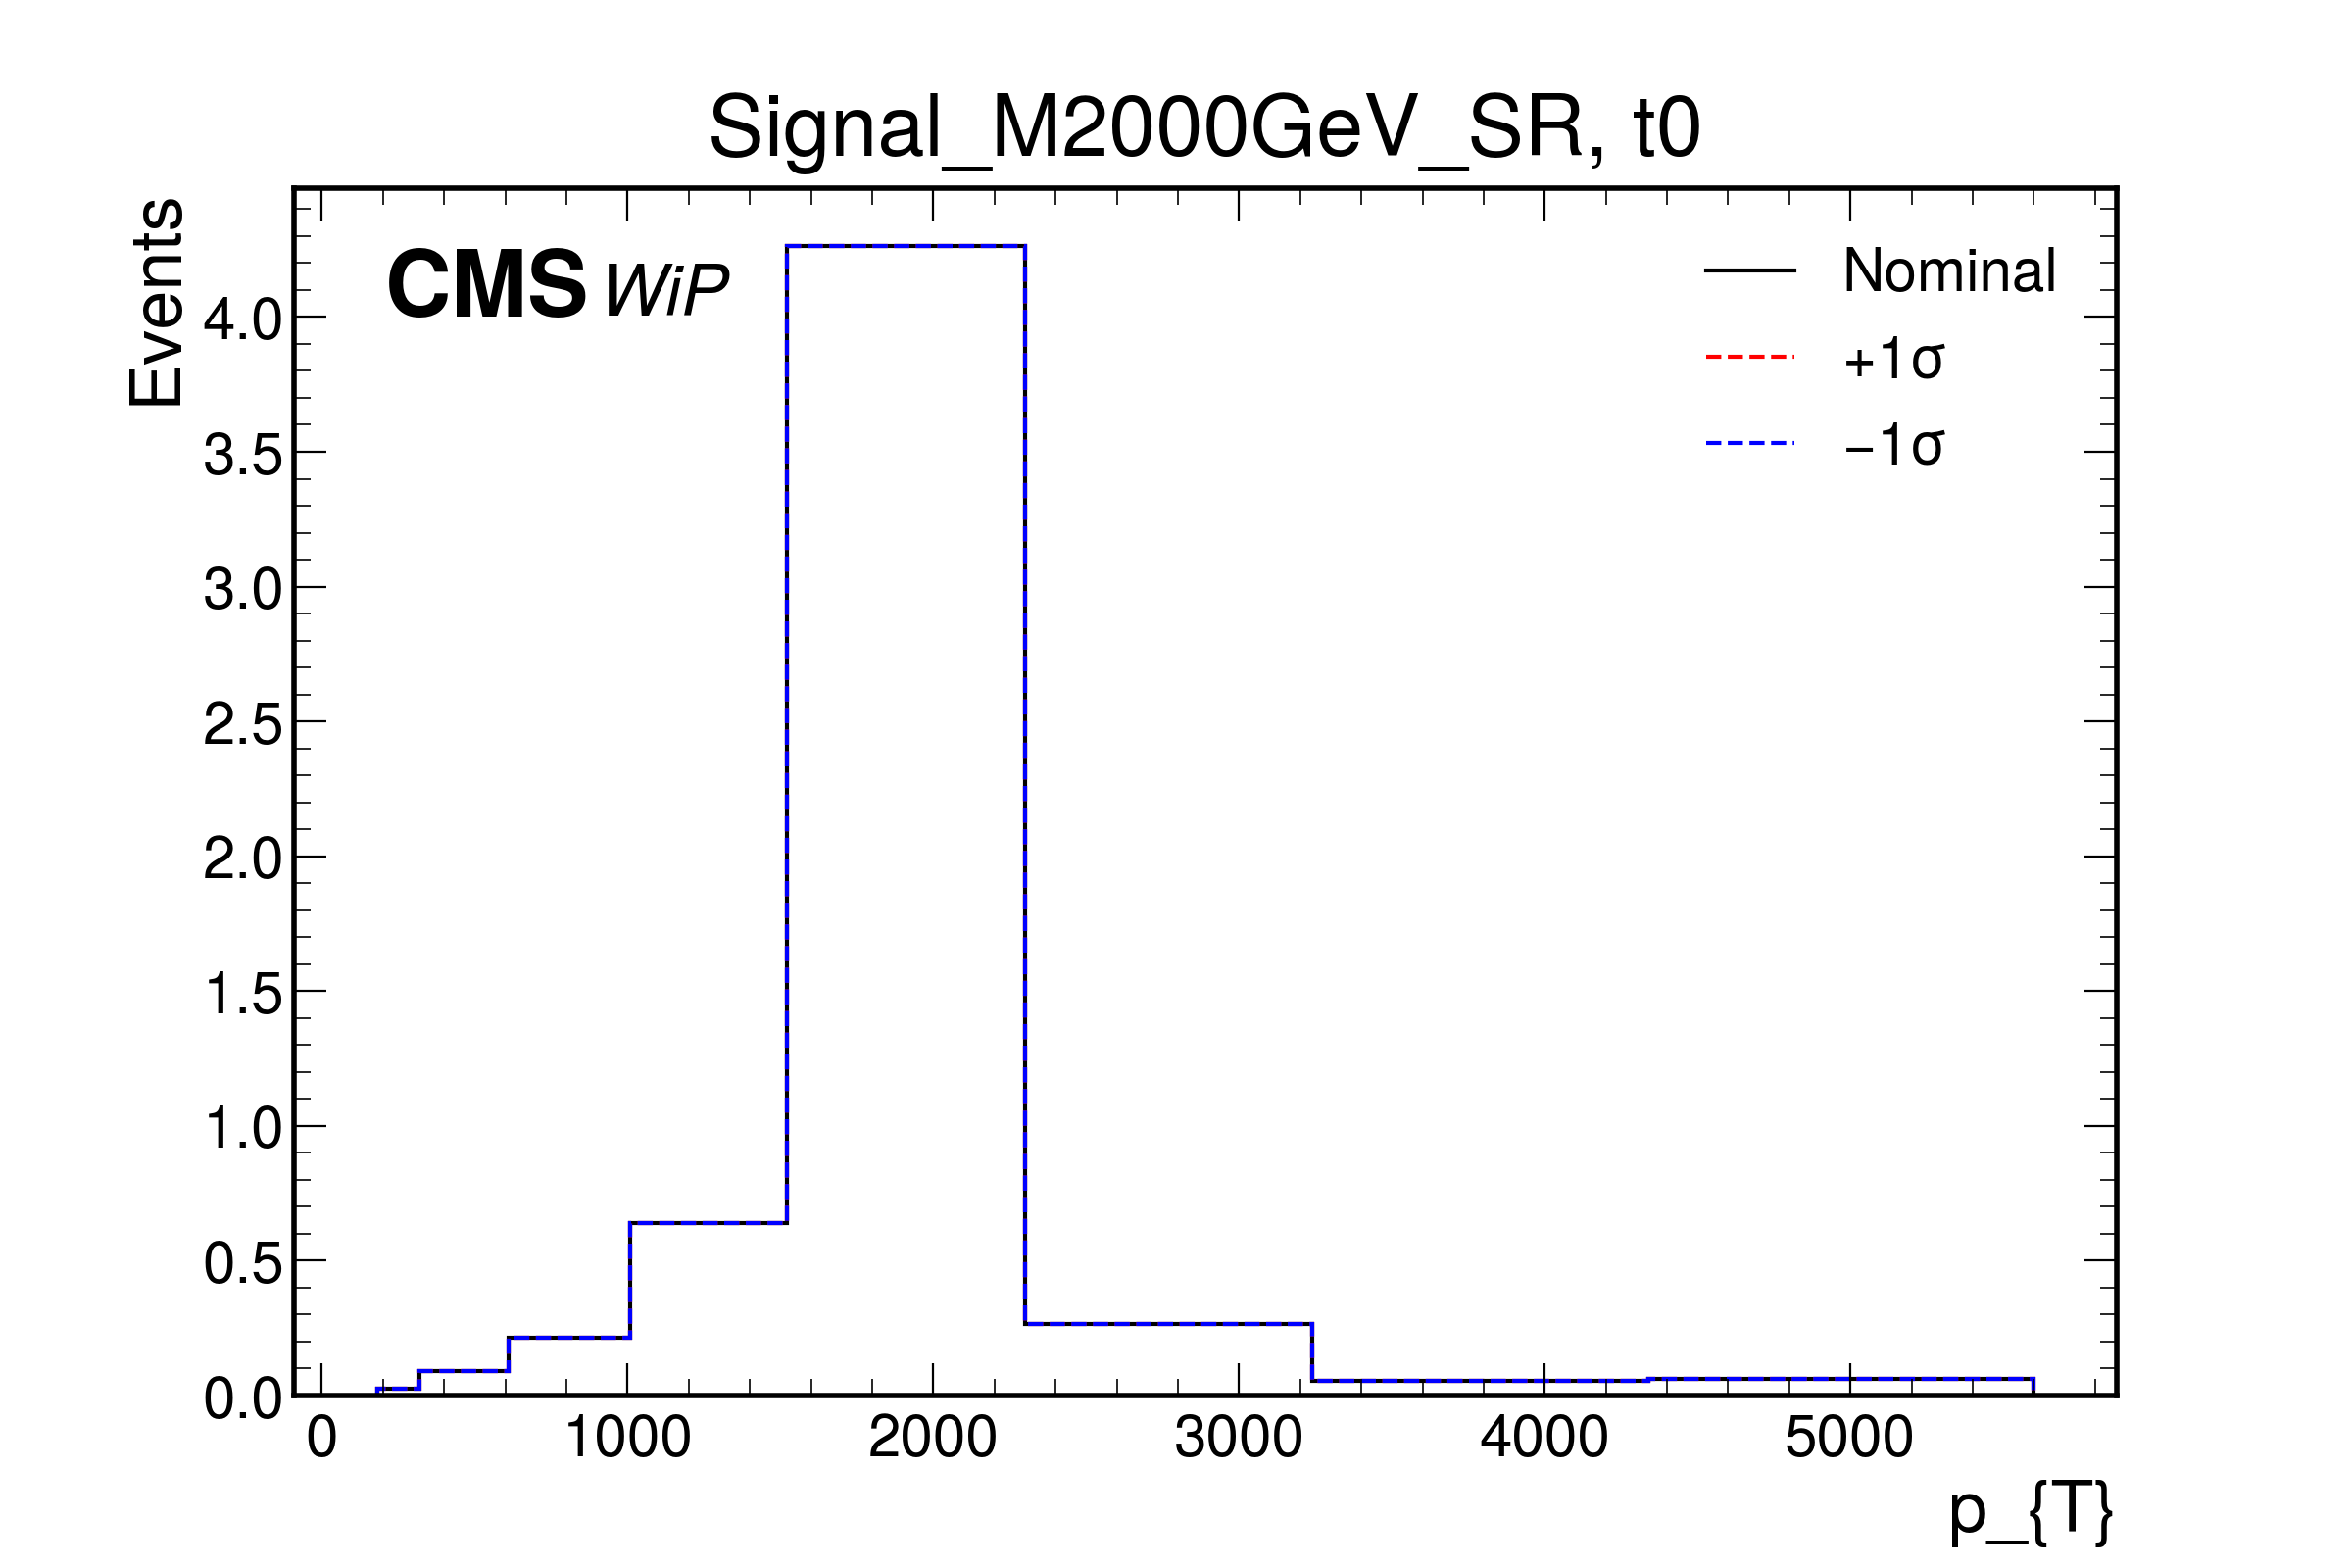 Signal_M2000GeV_SR, t0
Events
CMS WiP
Nominal
+1σ
−1σ
4.0
3.5
3.0
2.5
2.0
1.5
1.0
0.5
0.0
0 1000 2000 3000 4000 5000
p_{T}